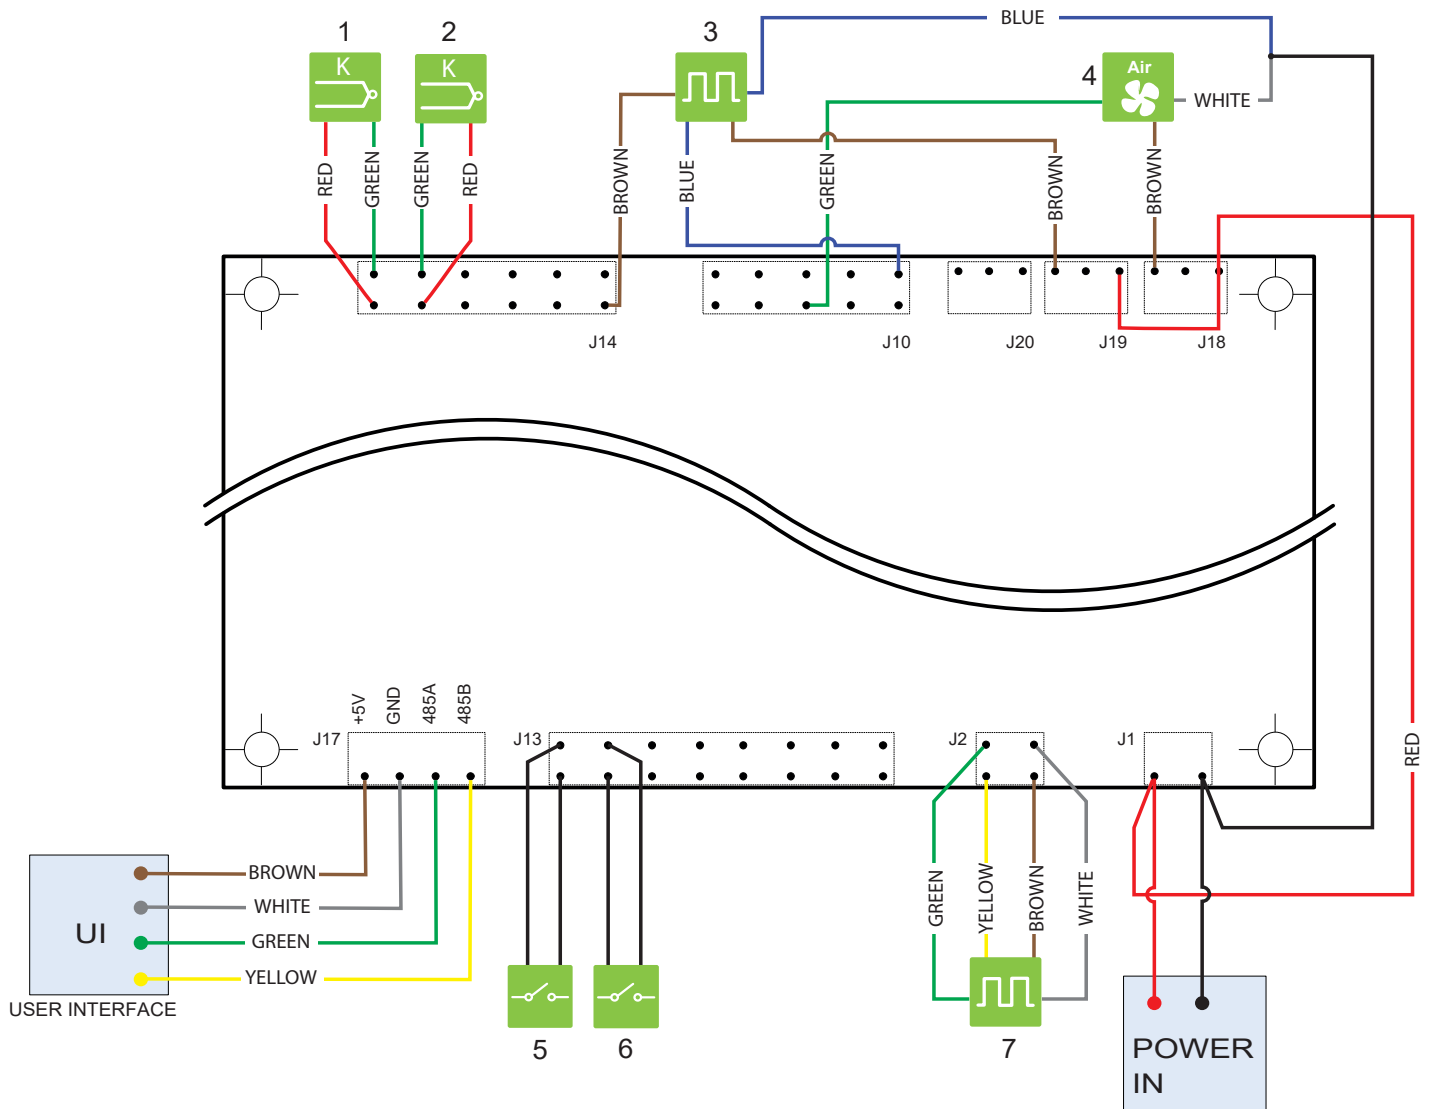 BLUE
1
2
3
4
K
K
Air
WHITE
RED
GREEN
GREEN
RED
BROWN
BLUE
GREEN
BROWN
BROWN
J14
J10
J20
J19
J18
+5V
GND
485A
485B
J17
J13
J2
J1
RED
BROWN
WHITE
GREEN
YELLOW
UI
USER INTERFACE
GREEN
YELLOW
BROWN
WHITE
5
6
7
POWER
IN